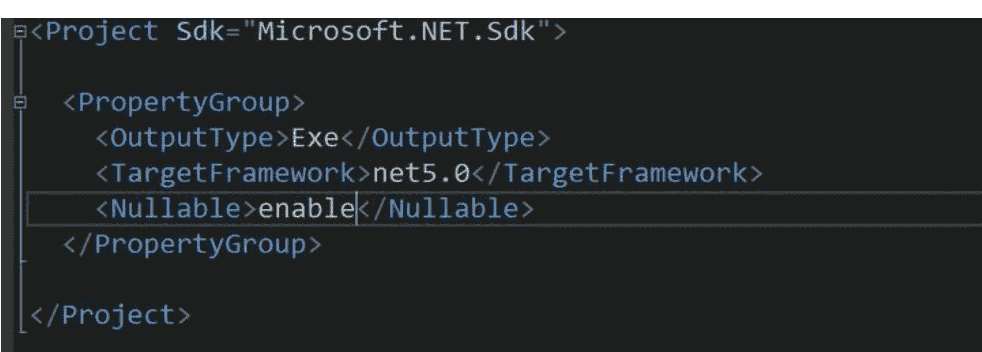 <Project Sdk="Microsoft.NET.Sdk">
<PropertyGroup>
<OutputType>Exe</OutputType>
<TargetFramework>net5.0</TargetFramework>
<Nullable>enable</Nullable>
</PropertyGroup>
</Project>